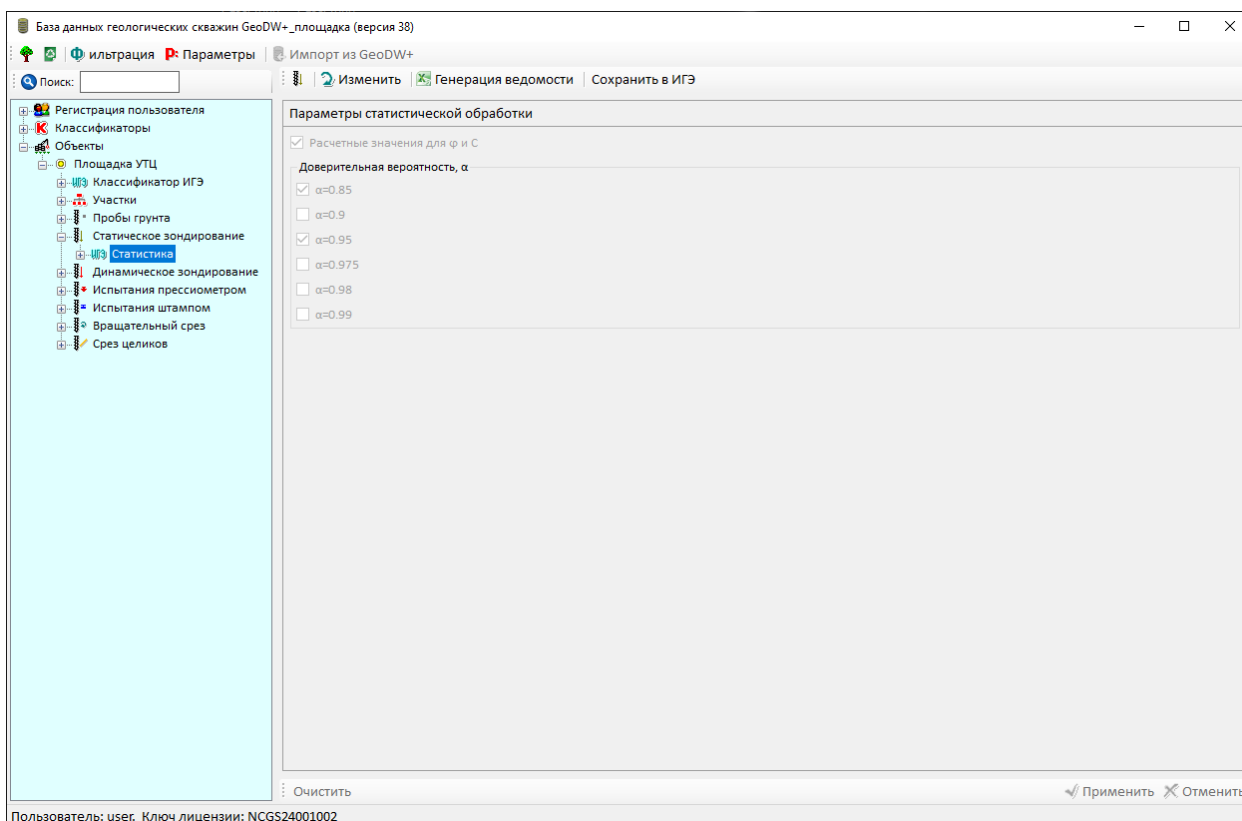 База данных геологических скважин GeoDW+_площадка (версия 38)
Фильтрация Р: Параметры Импорт из GeoDW+
Поиск: Изменить Генерация ведомости Сохранить в ИГЭ
Регистрация пользователя
Классификаторы
Объекты
Площадка УТЦ
ИГЭ Классификатор ИГЭ
Участки
Пробы грунта
Статическое зондирование
ИГЭ Статистика
Динамическое зондирование
Испытания прессиометром
Испытания штампом
Вращательный срез
Срез целиков
Параметры статистической обработки
Расчетные значения для φ и С
Доверительная вероятность, α
α=0.85
α=0.9
α=0.95
α=0.975
α=0.98
α=0.99
Очистить Применить Отменить
Пользователь: user, Ключ лицензии: NCGS24001002